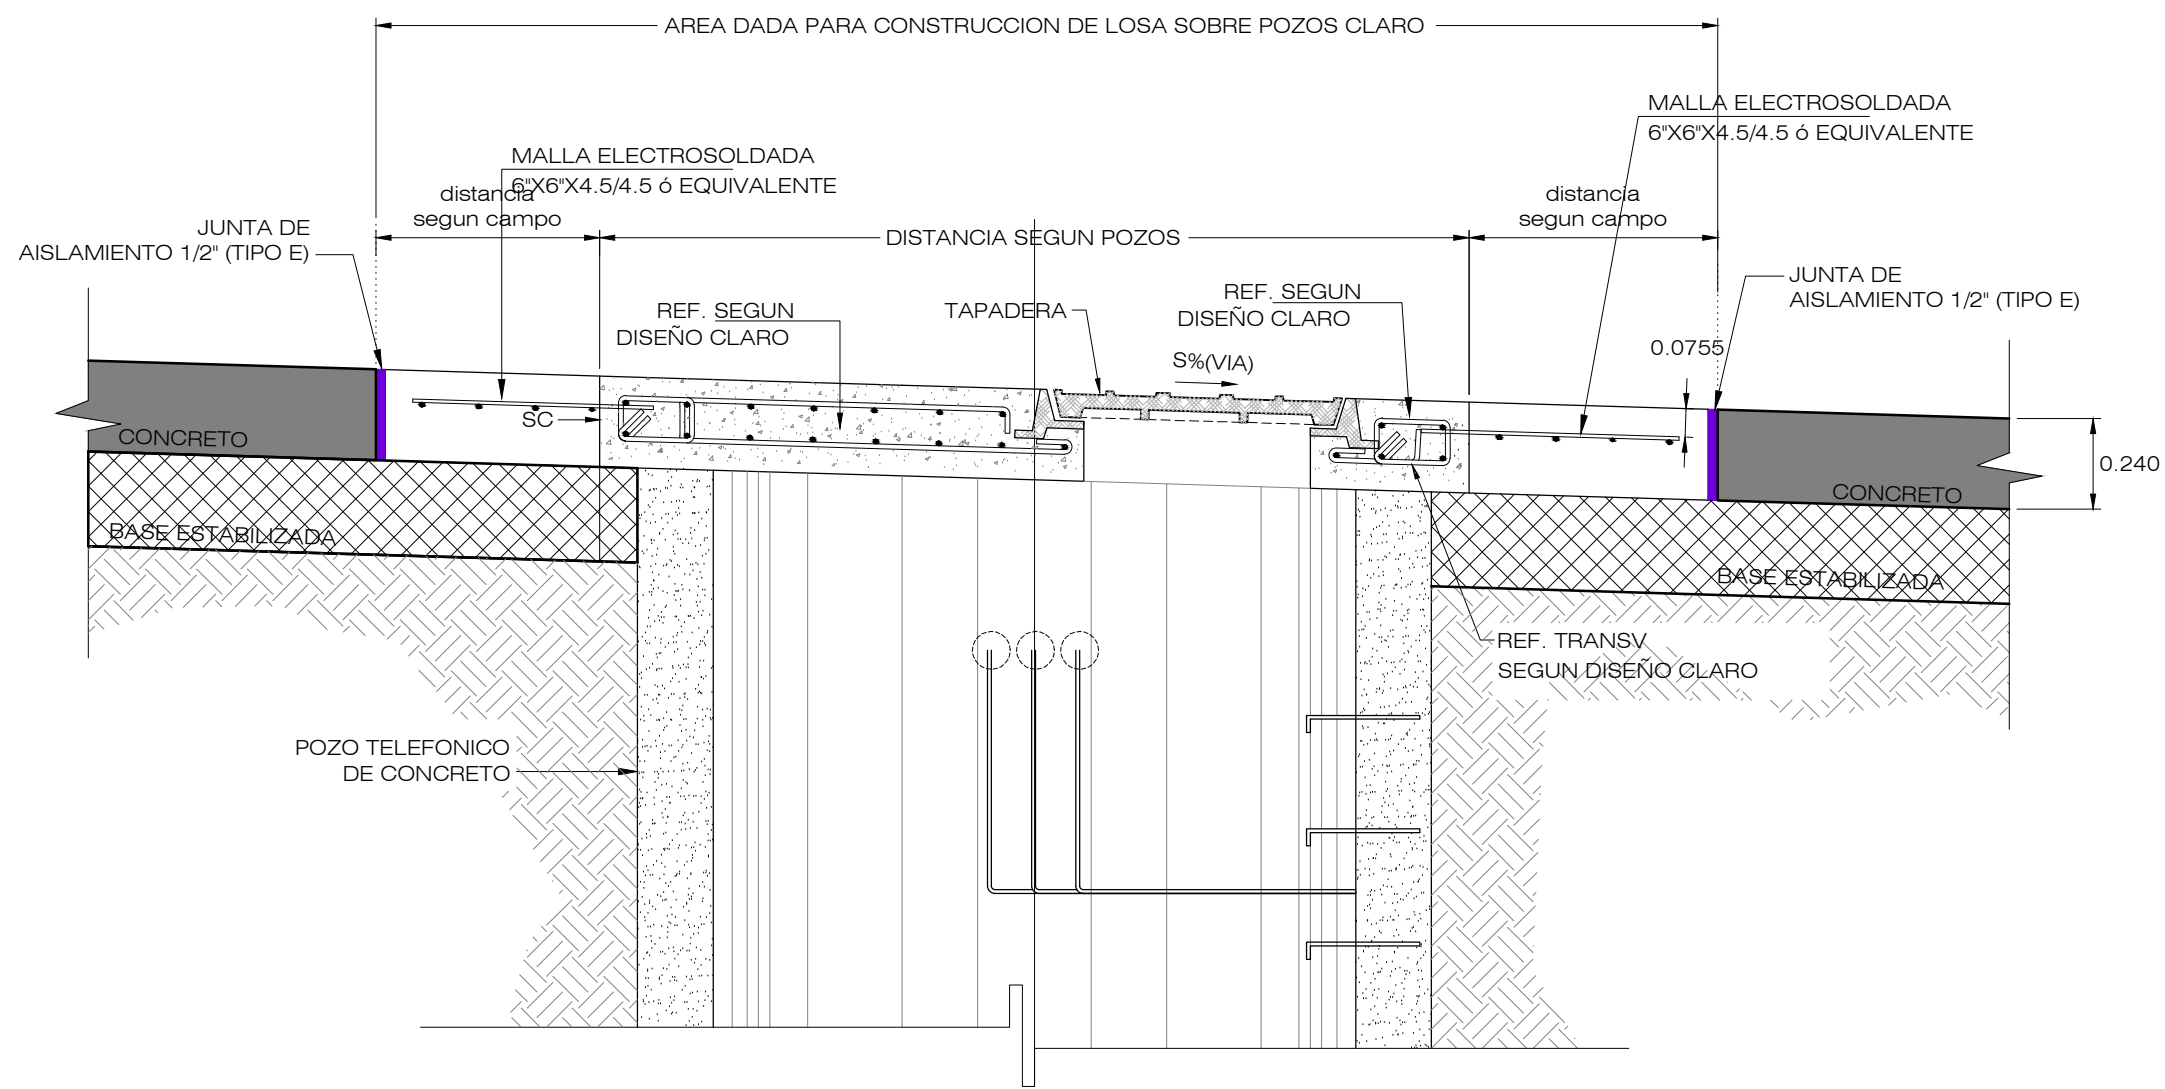 AREA DADA PARA CONSTRUCCION DE LOSA SOBRE POZOS CLARO
MALLA ELECTROSOLDADA
6"X6"X4.5/4.5 ó EQUIVALENTE
MALLA ELECTROSOLDADA
6"X6"X4.5/4.5 ó EQUIVALENTE
distancia
segun campo
distancia
segun campo
JUNTA DE
AISLAMIENTO 1/2" (TIPO E)
DISTANCIA SEGUN POZOS
JUNTA DE
AISLAMIENTO 1/2" (TIPO E)
REF. SEGUN
DISEÑO CLARO
TAPADERA
REF. SEGUN
DISEÑO CLARO
S%(VIA)
0.0755
SC
CONCRETO
0.240
CONCRETO
BASE ESTABILIZADA
BASE ESTABILIZADA
REF. TRANSV
SEGUN DISEÑO CLARO
POZO TELEFONICO
DE CONCRETO